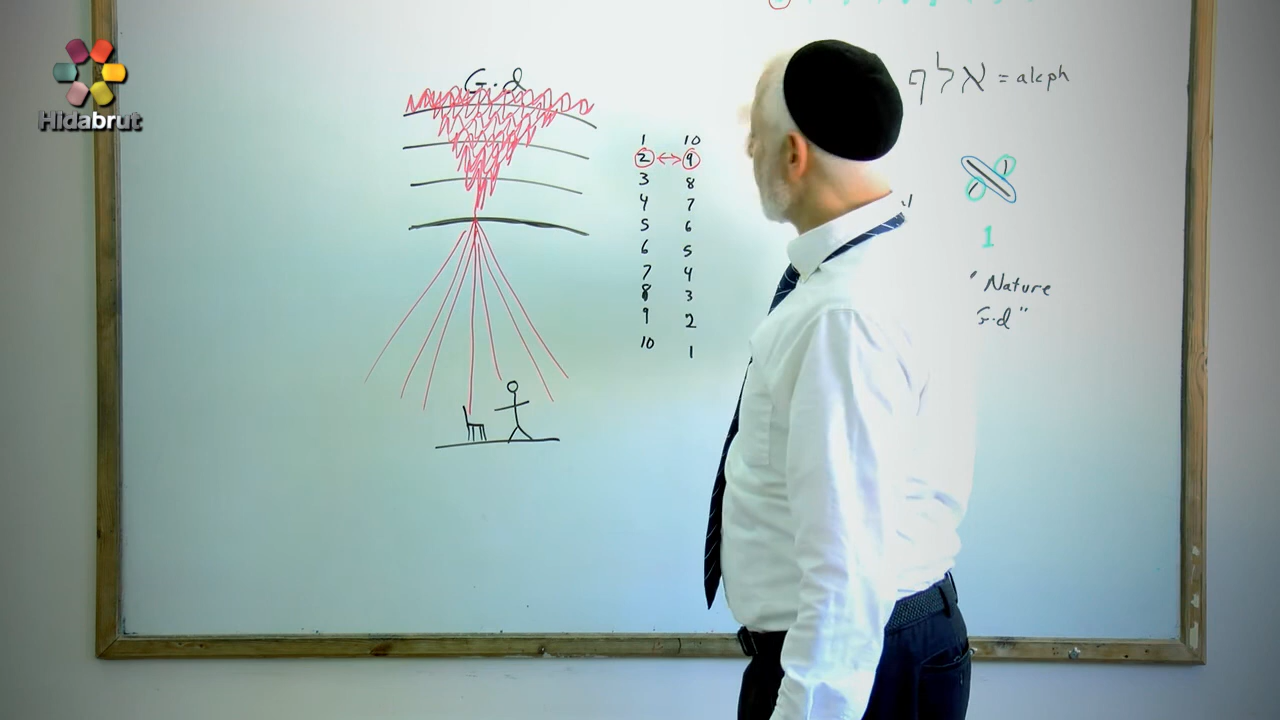 Hidabrut
G-d
1 10
2 ↔ 9
3 8
4 7
5 6
6 5
7 4
8 3
9 2
10 1
אלף = aleph
1
"Nature
G-d"